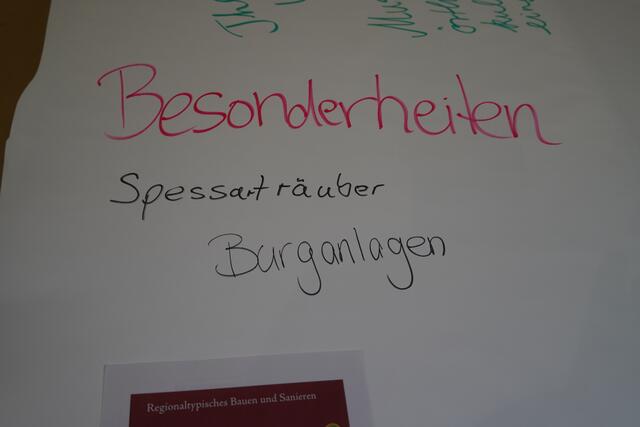 Besonderheiten
Spessarträuber
Burganlagen
Regionaltypisches Bauen und Sanieren